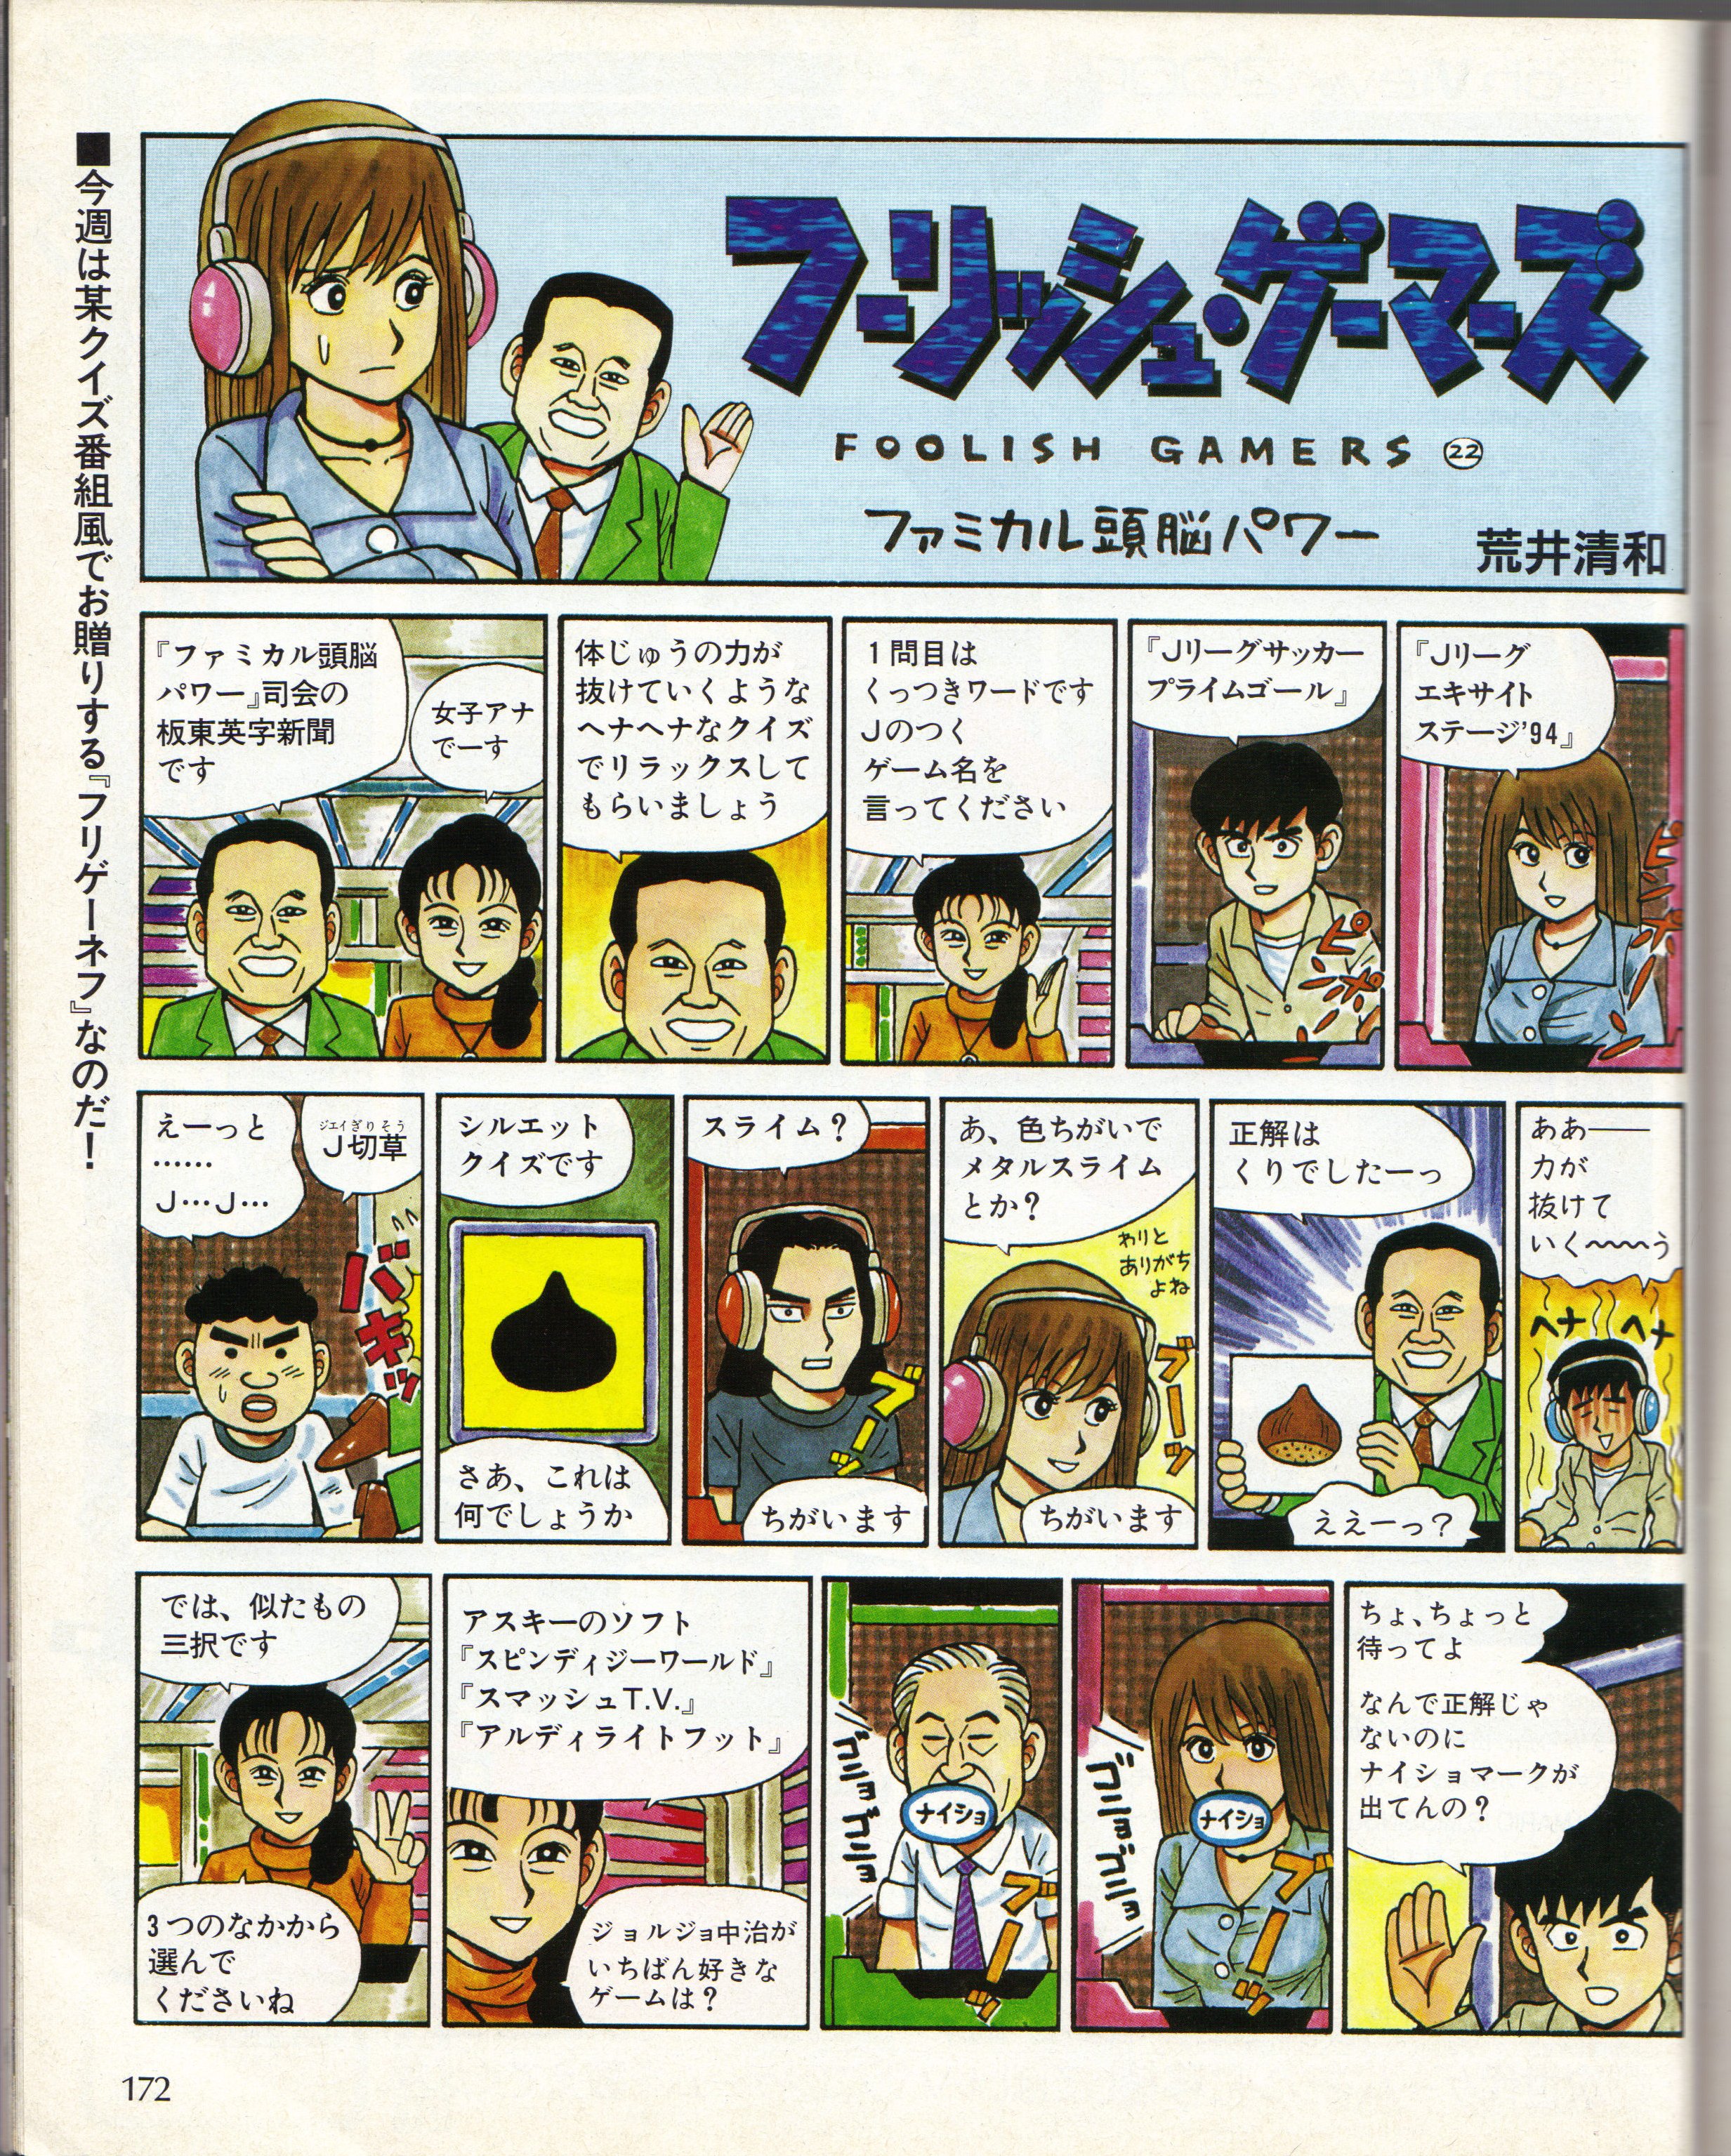 ■今週は某クイズ番組風でお贈りする『フリゲーネフ』なのだ！
フーリッシュ・ゲーマーズ
FOOLISH GAMERS 22
ファミカル頭脳パワー
荒井清和
『ファミカル頭脳
パワー』司会の
板東英字新聞
です
女子アナ
でーす
体じゅうの力が
抜けていくような
ヘナヘナなクイズ
でリラックスして
もらいましょう
1問目は
くっつきワードです
Jのつく
ゲーム名を
言ってください
『Jリーグサッカー
プライムゴール』
ピンポン
『Jリーグ
エキサイト
ステージ'94』
ピンポン
えーっと
……
J…J…
J切草
ジエイぎりそう
バキッ
シルエット
クイズです
さあ、これは
何でしょうか
スライム？
ブーッ
ちがいます
あ、色ちがいで
メタルスライム
とか？
わりと
ありがち
よね
ブーッ
ちがいます
正解は
くりでしたーっ
ええーっ？
ああ──
力が
抜けて
いく〜〜〜う
ヘナ ヘナ
では、似たもの
三択です
3つのなかから
選んで
くださいね
アスキーのソフト
『スピンディジーワールド』
『スマッシュT.V.』
『アルディライトフット』
ジョルジョ中治が
いちばん好きな
ゲームは？
ゴニョゴニョ
ナイショ
ブーッ
ゴニョゴニョ
ナイショ
ブーッ
ちょ、ちょっと
待ってよ
なんで正解じゃ
ないのに
ナイショマークが
出てんの？
172